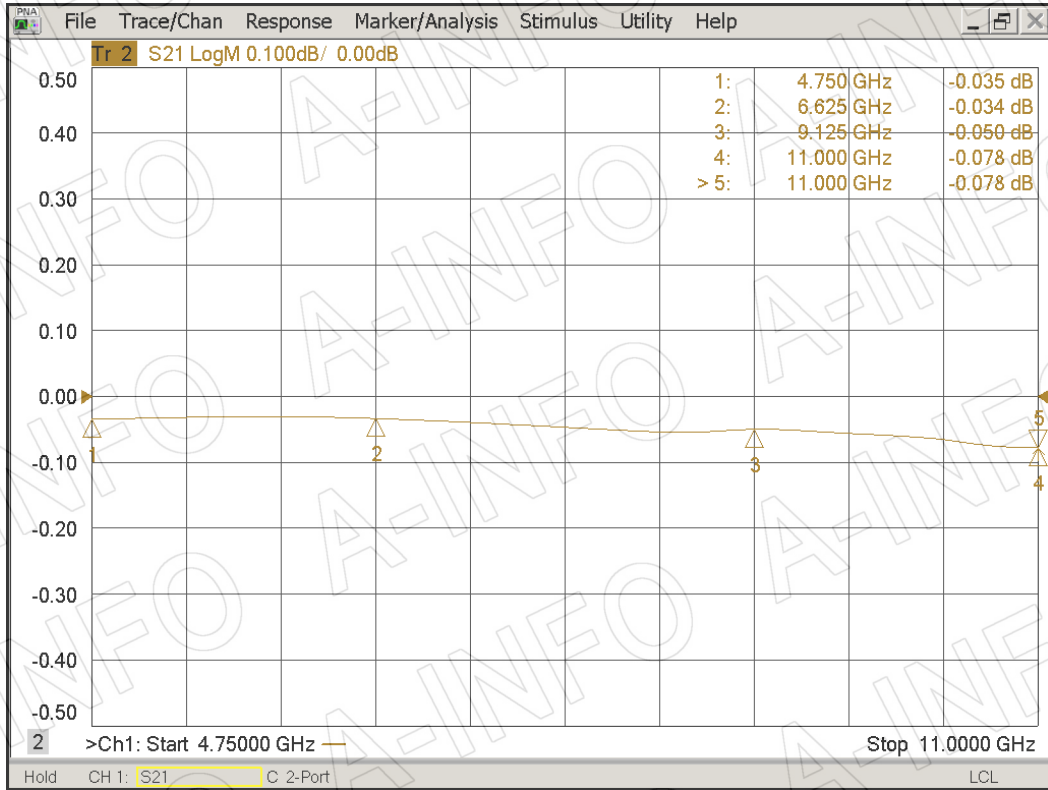 PNA File Trace/Chan Response Marker/Analysis Stimulus Utility Help
Tr 2 S21 LogM 0.100dB/ 0.00dB
0.50
0.40
0.30
0.20
0.10
0.00
-0.10
-0.20
-0.30
-0.40
-0.50
1: 4.750 GHz -0.035 dB
2: 6.625 GHz -0.034 dB
3: 9.125 GHz -0.050 dB
4: 11.000 GHz -0.078 dB
> 5: 11.000 GHz -0.078 dB
1
2
3
5
4
2 >Ch1: Start 4.75000 GHz Stop 11.0000 GHz
Hold CH 1: S21 C 2-Port LCL
A-INFO
A-INFO
A-INFO
A-INFO
A-INFO
A-INFO